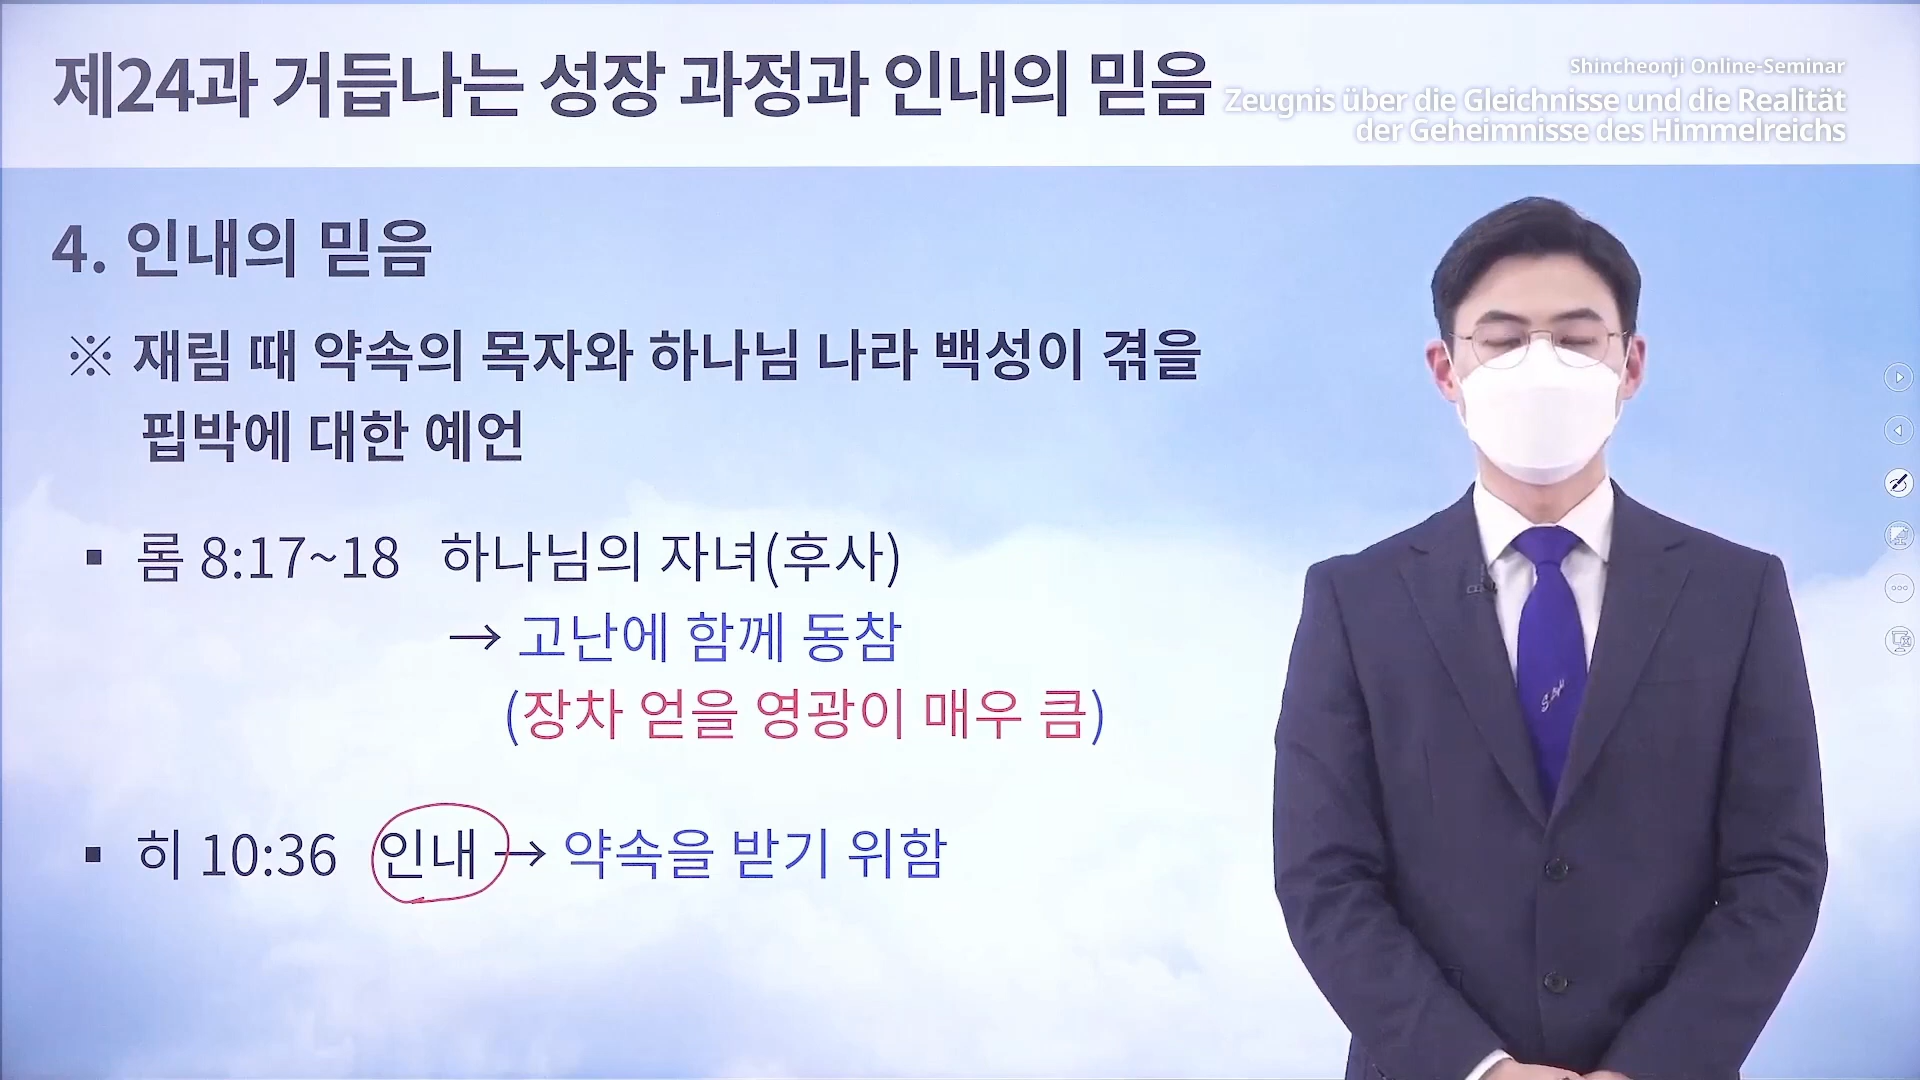 제24과 거듭나는 성장 과정과 인내의 믿음
Shincheonji Online-Seminar
Zeugnis über die Gleichnisse und die Realität
der Geheimnisse des Himmelreichs
4. 인내의 믿음
※ 재림 때 약속의 목자와 하나님 나라 백성이 겪을
핍박에 대한 예언
▪ 롬 8:17~18 하나님의 자녀(후사)
→ 고난에 함께 동참
(장차 얻을 영광이 매우 큼)
▪ 히 10:36 인내 → 약속을 받기 위함